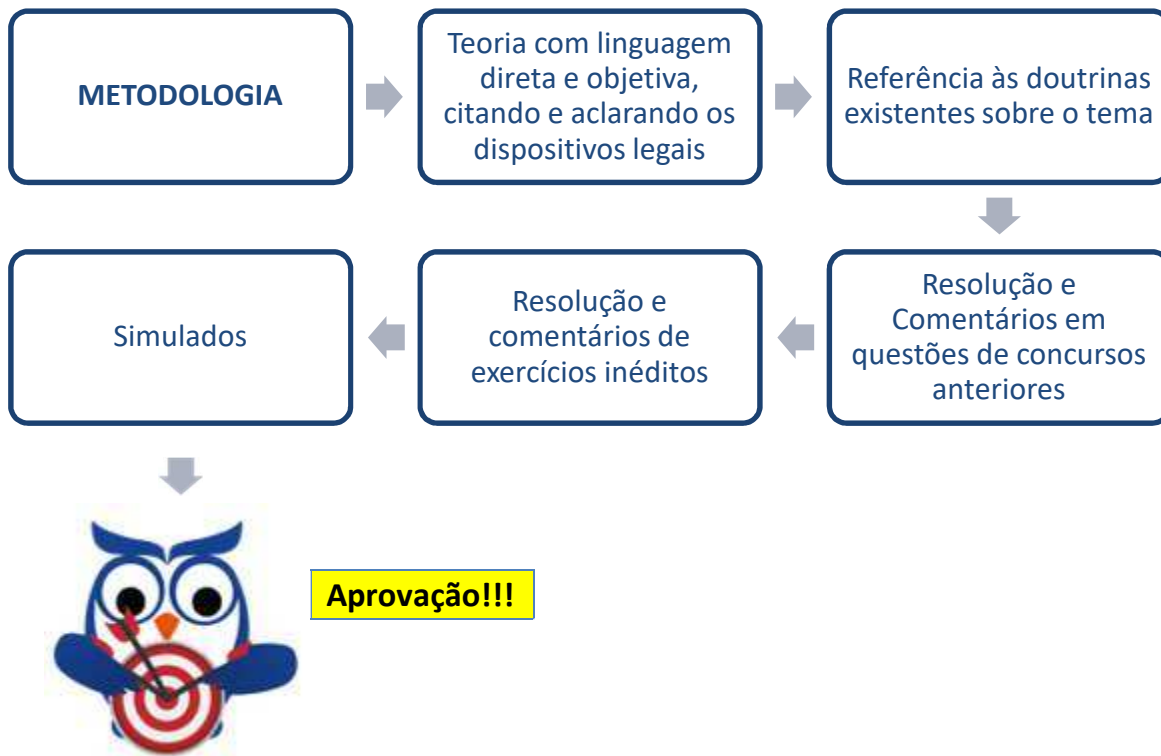 METODOLOGIA
Teoria com linguagem
direta e objetiva,
citando e aclarando os
dispositivos legais
Referência às doutrinas
existentes sobre o tema
Resolução e
Comentários em
questões de concursos
anteriores
Resolução e
comentários de
exercícios inéditos
Simulados
Aprovação!!!